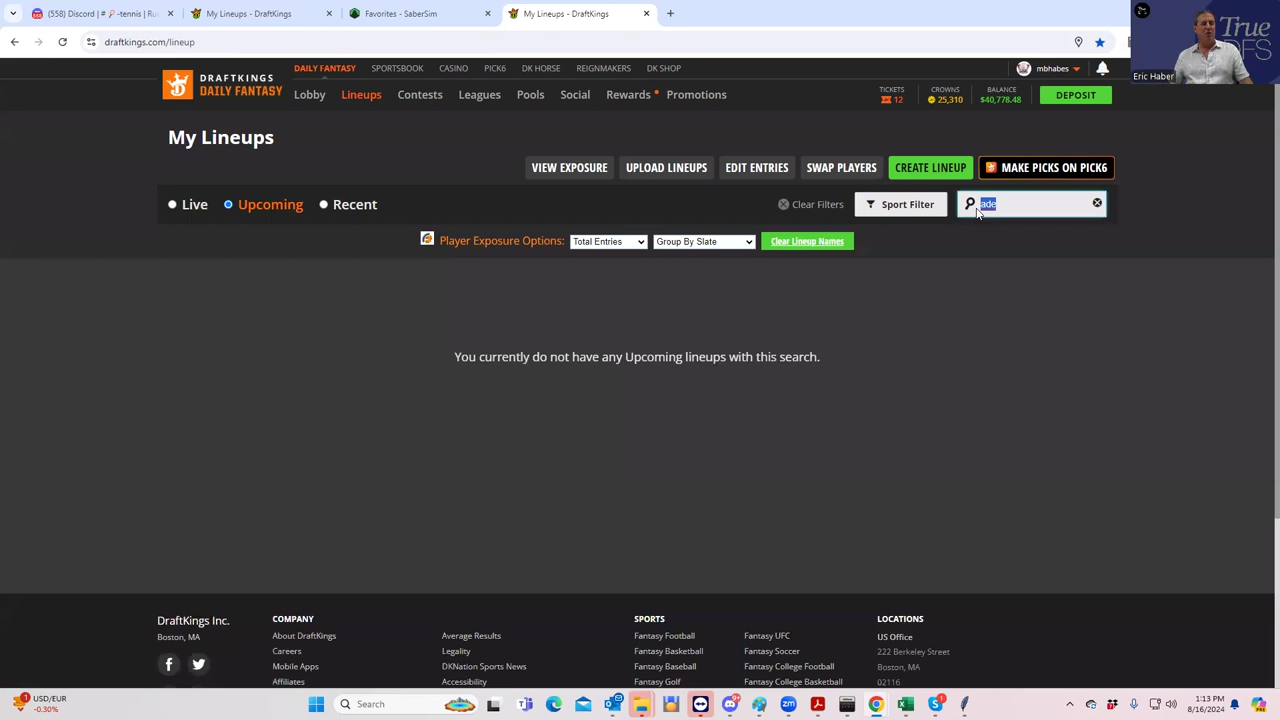 (558) Discord | # 🎾-tennis | Ru
My Lineups - DraftKings
Favorites - SaberSim
My Lineups - DraftKings
draftkings.com/lineup
True
DFS
Eric Haber
DRAFTKINGS
DAILY FANTASY
DAILY FANTASY SPORTSBOOK CASINO PICK6 DK HORSE REIGNMAKERS DK SHOP
mbhabes
Lobby Lineups Contests Leagues Pools Social Rewards Promotions
TICKETS
12
CROWNS
25,310
BALANCE
$40,778.48
DEPOSIT
My Lineups
VIEW EXPOSURE UPLOAD LINEUPS EDIT ENTRIES SWAP PLAYERS CREATE LINEUP MAKE PICKS ON PICK6
Live Upcoming Recent Clear Filters Sport Filter ade
Player Exposure Options: Total Entries Group By Slate Clear Lineup Names
You currently do not have any Upcoming lineups with this search.
DraftKings Inc.
Boston, MA
COMPANY
About DraftKings
Careers
Mobile Apps
Affiliates
Average Results
Legality
DKNation Sports News
Accessibility
SPORTS
Fantasy Football
Fantasy Basketball
Fantasy Baseball
Fantasy Golf
Fantasy UFC
Fantasy Soccer
Fantasy College Football
Fantasy College Basketball
LOCATIONS
US Office
222 Berkeley Street
Boston, MA
02116
USD/EUR
-0.30%
Search
1:13 PM
8/16/2024